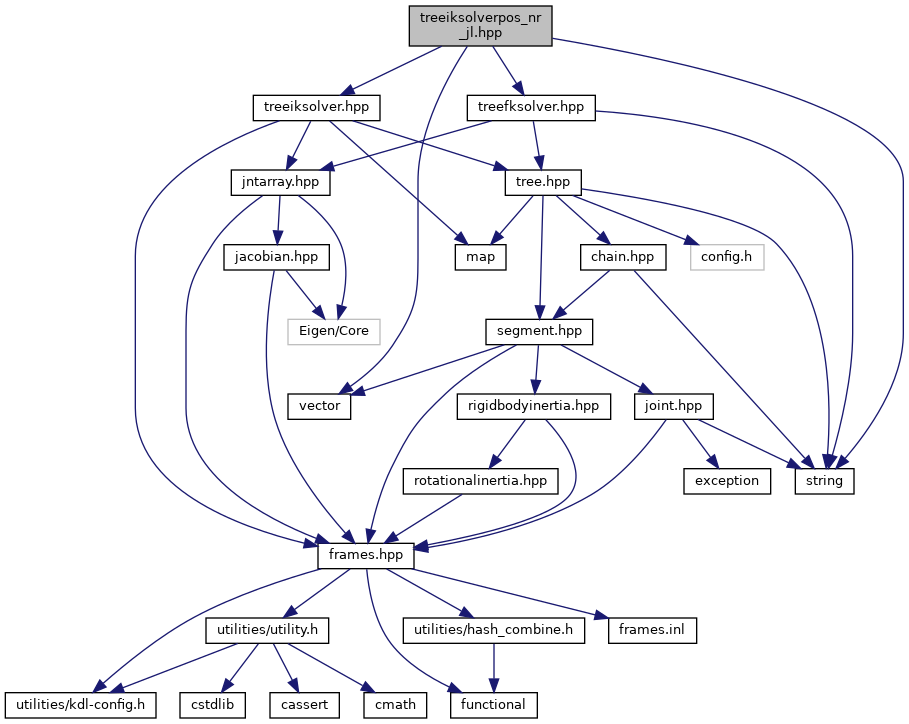 treeiksolverpos_nr
_jl.hpp
treeiksolver.hpp
treefksolver.hpp
jntarray.hpp
tree.hpp
jacobian.hpp
map
chain.hpp
config.h
Eigen/Core
segment.hpp
vector
rigidbodyinertia.hpp
joint.hpp
rotationalinertia.hpp
exception
string
frames.hpp
utilities/utility.h
utilities/hash_combine.h
frames.inl
utilities/kdl-config.h
cstdlib
cassert
cmath
functional